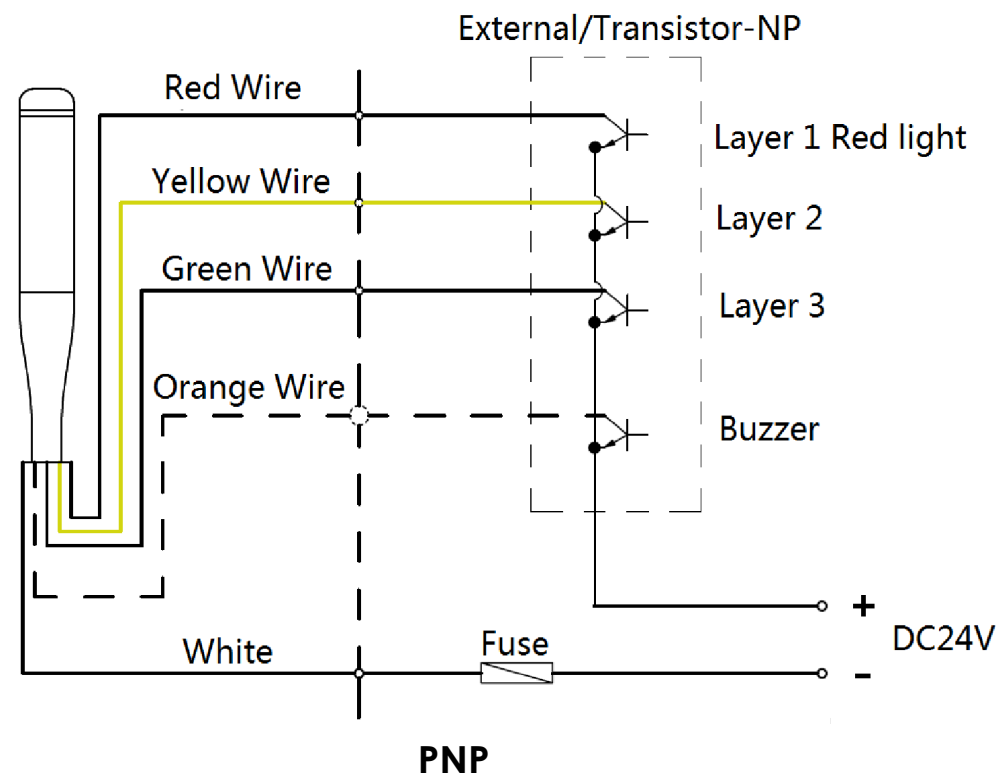 External/Transistor-NP
Red Wire
Layer 1 Red light
Yellow Wire
Layer 2
Green Wire
Layer 3
Orange Wire
Buzzer
+
DC24V
White
Fuse
-
PNP